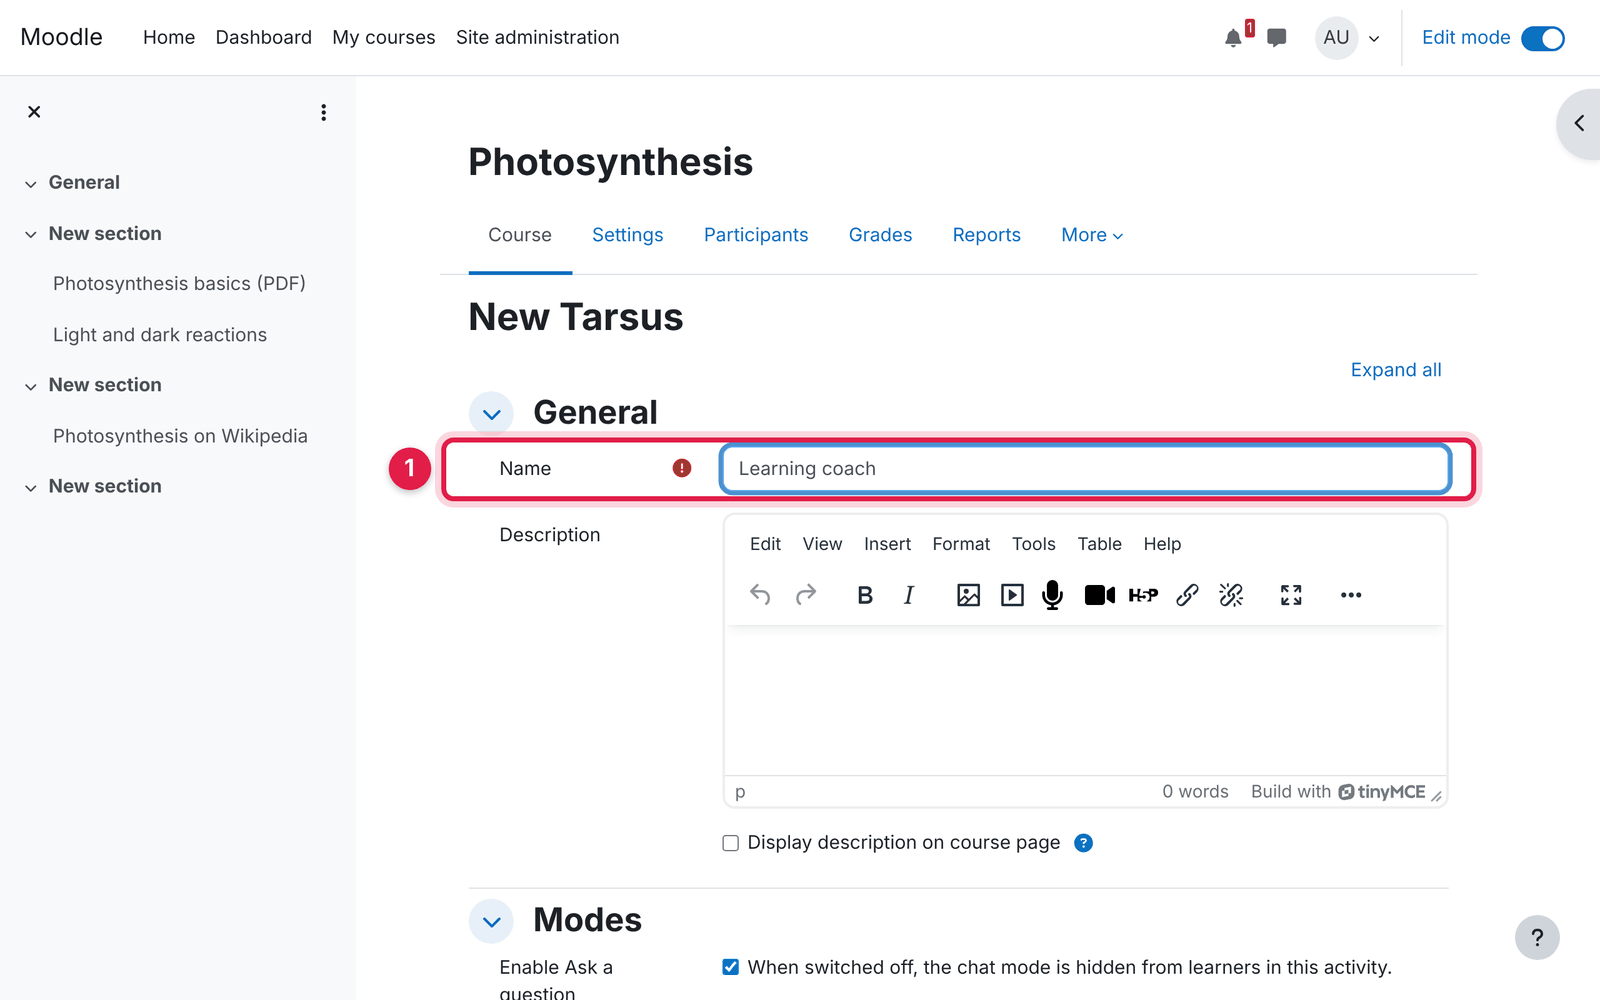 Moodle
Home Dashboard My courses Site administration
1
AU
Edit mode
General
New section
Photosynthesis basics (PDF)
Light and dark reactions
New section
Photosynthesis on Wikipedia
New section
Photosynthesis
Course Settings Participants Grades Reports More
New Tarsus
Expand all
General
1
Name
Learning coach
Description
Edit View Insert Format Tools Table Help
B I H5P
p
0 words Build with tinyMCE
Display description on course page ?
Modes
Enable Ask a
question
When switched off, the chat mode is hidden from learners in this activity.
?